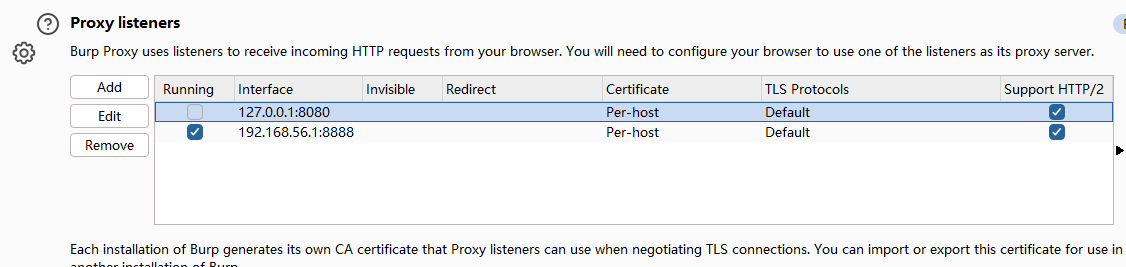 Proxy listeners
Burp Proxy uses listeners to receive incoming HTTP requests from your browser. You will need to configure your browser to use one of the listeners as its proxy server.
Add
Running Interface Invisible Redirect Certificate TLS Protocols Support HTTP/2
127.0.0.1:8080 Per-host Default
Edit
192.168.56.1:8888 Per-host Default
Remove
Each installation of Burp generates its own CA certificate that Proxy listeners can use when negotiating TLS connections. You can import or export this certificate for use in
another installation of Burp.